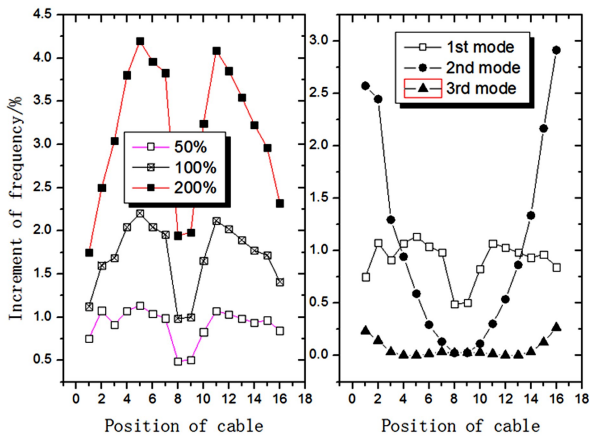 Increment of frequency/%
4.5
4.0
3.5
3.0
2.5
2.0
1.5
1.0
0.5
50%
100%
200%
0 2 4 6 8 10 12 14 16 18
Position of cable
3.0
2.5
2.0
1.5
1.0
0.5
0.0
1st mode
2nd mode
3rd mode
0 2 4 6 8 10 12 14 16 18
Position of cable